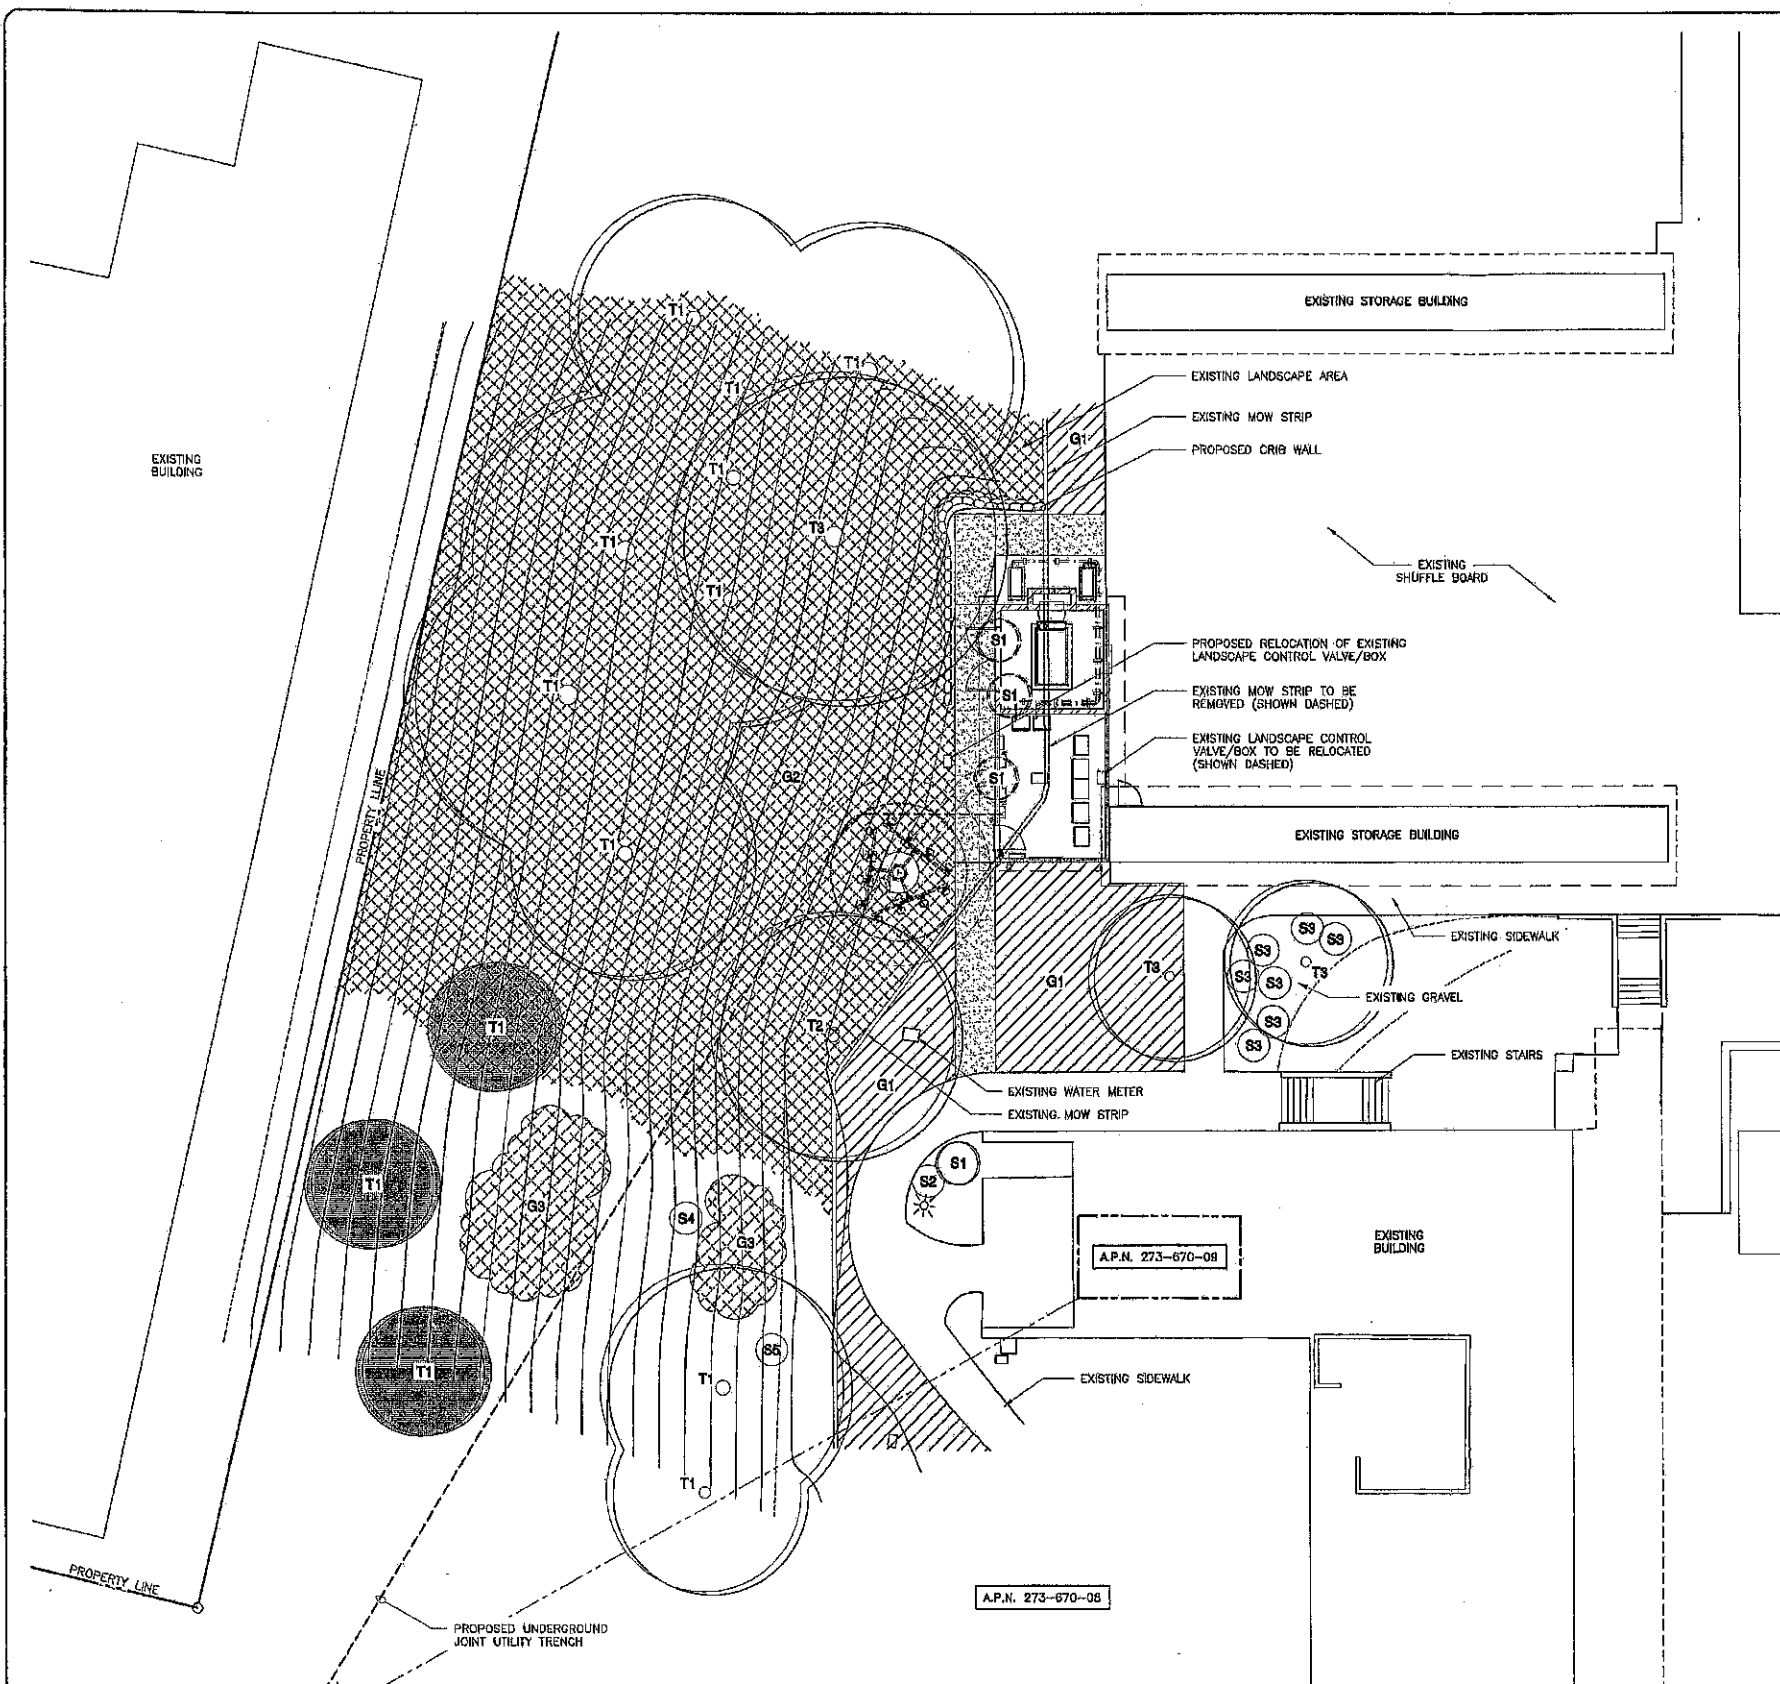 EXISTING STORAGE BUILDING
T1
T1
EXISTING LANDSCAPE AREA
T1
EXISTING MOW STRIP
G1
PROPOSED CRIB WALL
EXISTING
BUILDING
T1
T3
T1
EXISTING
SHUFFLE BOARD
T1
S1
PROPOSED RELOCATION OF EXISTING
LANDSCAPE CONTROL VALVE/BOX
T1
S1
EXISTING MOW STRIP TO BE
REMOVED (SHOWN DASHED)
EXISTING LANDSCAPE CONTROL
VALVE/BOX TO BE RELOCATED
(SHOWN DASHED)
G2
S1
PROPERTY LLINE
EXISTING STORAGE BUILDING
T1
S3
S3
S3
EXISTING SIDEWALK
T3
S3
T3
G1
S3
EXISTING GRAVEL
T1
T2
S3
S3
EXISTING STAIRS
G1
EXISTING WATER METER
EXISTING MOW STRIP
S1
T1
S2
G3
S4
G3
EXISTING
BUILDING
A.P.N. 273-670-09
S5
T1
T1
EXISTING SIDEWALK
T1
PROPERTY LINE
A.P.N. 273-670-08
PROPOSED UNDERGROUND
JOINT UTILITY TRENCH